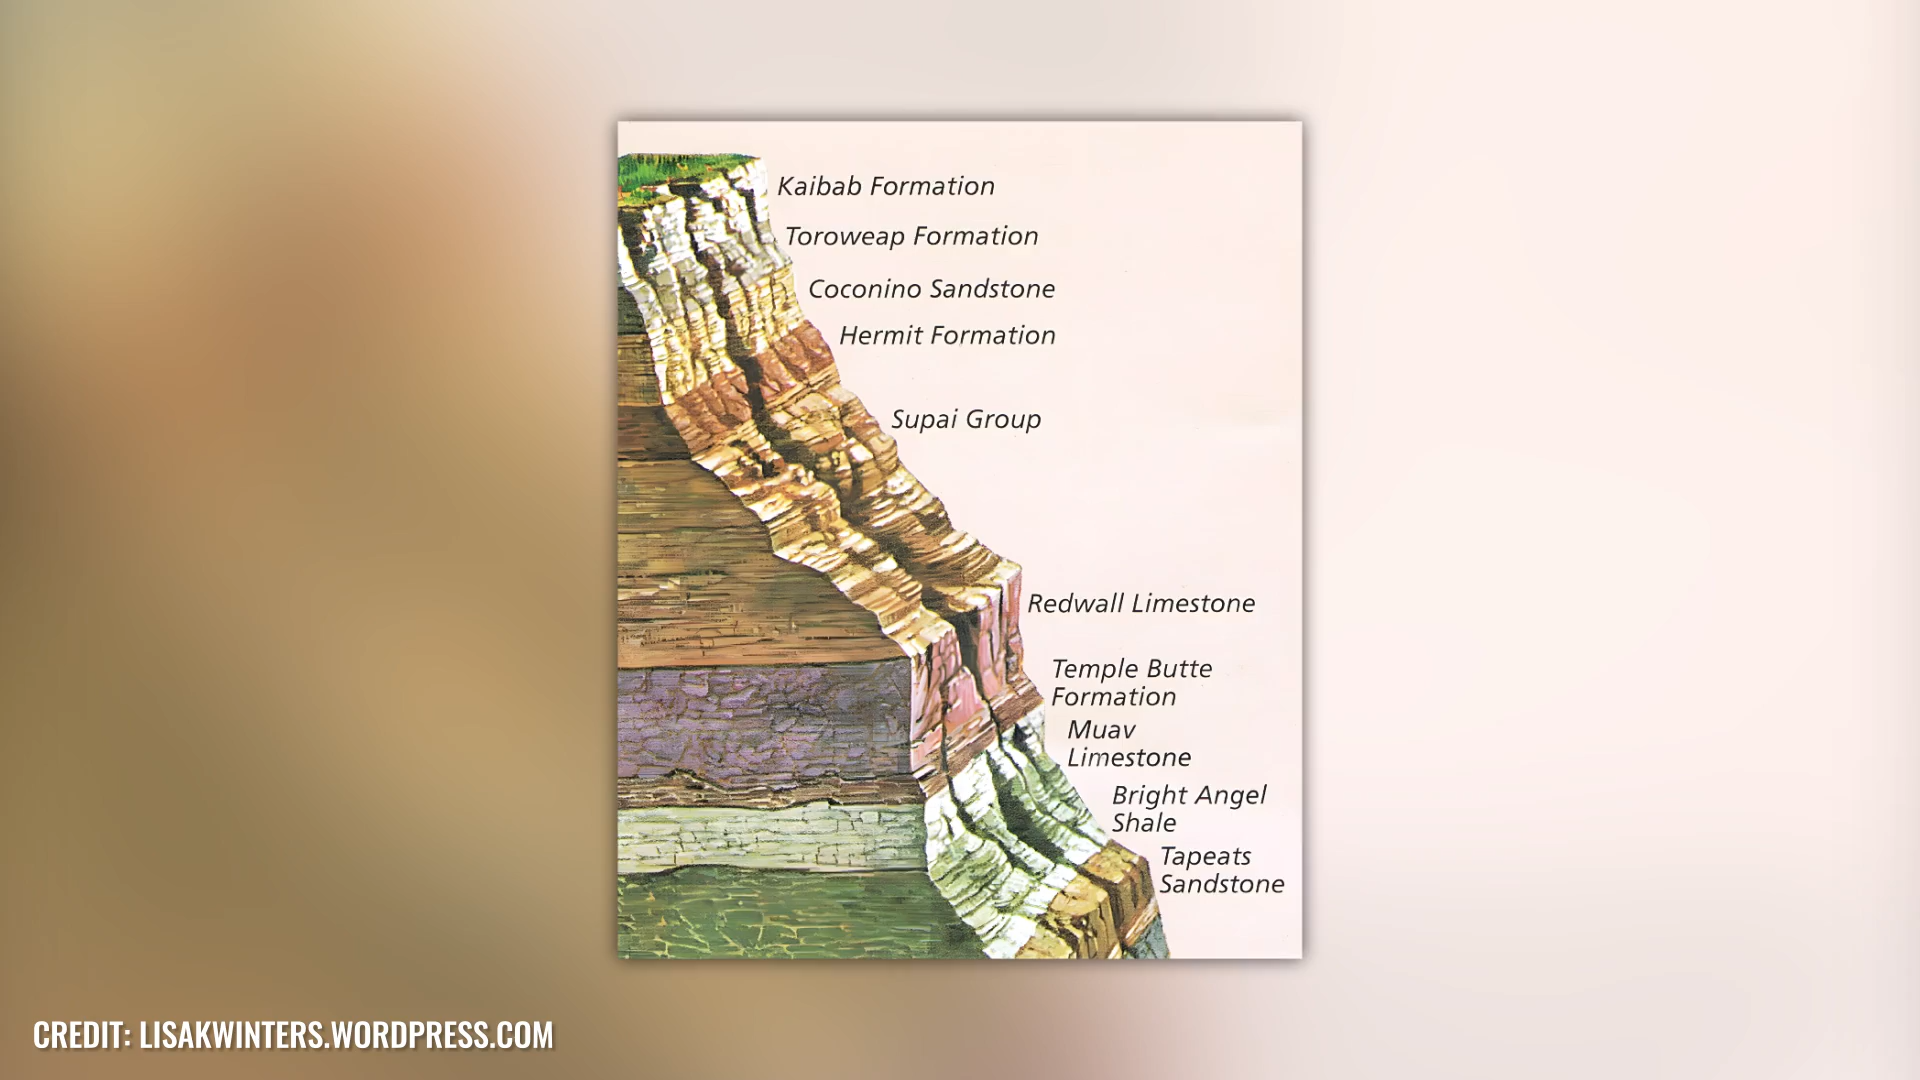 Kaibab Formation
Toroweap Formation
Coconino Sandstone
Hermit Formation
Supai Group
Redwall Limestone
Temple Butte
Formation
Muav
Limestone
Bright Angel
Shale
Tapeats
Sandstone
CREDIT: LISAKWINTERS.WORDPRESS.COM